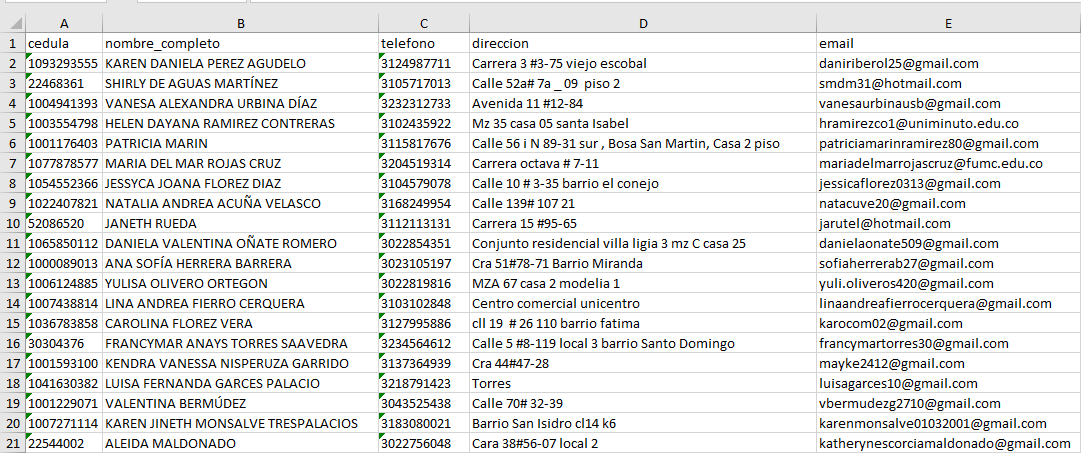 A B C D E
1 cedula nombre_completo telefono direccion email
2 1093293555 KAREN DANIELA PEREZ AGUDELO 3124987711 Carrera 3 #3-75 viejo escobal daniriberol25@gmail.com
3 22468361 SHIRLY DE AGUAS MARTÍNEZ 3105717013 Calle 52a# 7a _ 09 piso 2 smdm31@hotmail.com
4 1004941393 VANESA ALEXANDRA URBINA DÍAZ 3232312733 Avenida 11 #12-84 vanesaurbinausb@gmail.com
5 1003554798 HELEN DAYANA RAMIREZ CONTRERAS 3102435922 Mz 35 casa 05 santa Isabel hramirezco1@uniminuto.edu.co
6 1001176403 PATRICIA MARIN 3115817676 Calle 56 i N 89-31 sur , Bosa San Martin, Casa 2 piso patriciamarinramirez80@gmail.com
7 1077878577 MARIA DEL MAR ROJAS CRUZ 3204519314 Carrera octava # 7-11 mariadelmarrojascruz@fumc.edu.co
8 1054552366 JESSYCA JOANA FLOREZ DIAZ 3104579078 Calle 10 # 3-35 barrio el conejo jessicaflorez0313@gmail.com
9 1022407821 NATALIA ANDREA ACUÑA VELASCO 3168249954 Calle 139# 107 21 natacuve20@gmail.com
10 52086520 JANETH RUEDA 3112113131 Carrera 15 #95-65 jarutel@hotmail.com
11 1065850112 DANIELA VALENTINA OÑATE ROMERO 3022854351 Conjunto residencial villa ligia 3 mz C casa 25 danielaonate509@gmail.com
12 1000089013 ANA SOFÍA HERRERA BARRERA 3023105197 Cra 51#78-71 Barrio Miranda sofiaherrerab27@gmail.com
13 1006124885 YULISA OLIVERO ORTEGON 3022819816 MZA 67 casa 2 modelia 1 yuli.oliveros420@gmail.com
14 1007438814 LINA ANDREA FIERRO CERQUERA 3103102848 Centro comercial unicentro linaandreafierrocerquera@gmail.com
15 1036783858 CAROLINA FLOREZ VERA 3127995886 cll 19 # 26 110 barrio fatima karocom02@gmail.com
16 30304376 FRANCYMAR ANAYS TORRES SAAVEDRA 3234564612 Calle 5 #8-119 local 3 barrio Santo Domingo francymartorres30@gmail.com
17 1001593100 KENDRA VANESSA NISPERUZA GARRIDO 3137364939 Cra 44#47-28 mayke2412@gmail.com
18 1041630382 LUISA FERNANDA GARCES PALACIO 3218791423 Torres luisagarces10@gmail.com
19 1001229071 VALENTINA BERMÚDEZ 3043525438 Calle 70# 32-39 vbermudezg2710@gmail.com
20 1007271114 KAREN JINETH MONSALVE TRESPALACIOS 3183080021 Barrio San Isidro cl14 k6 karenmonsalve01032001@gmail.com
21 22544002 ALEIDA MALDONADO 3022756048 Cara 38#56-07 local 2 katherynescorciamaldonado@gmail.com